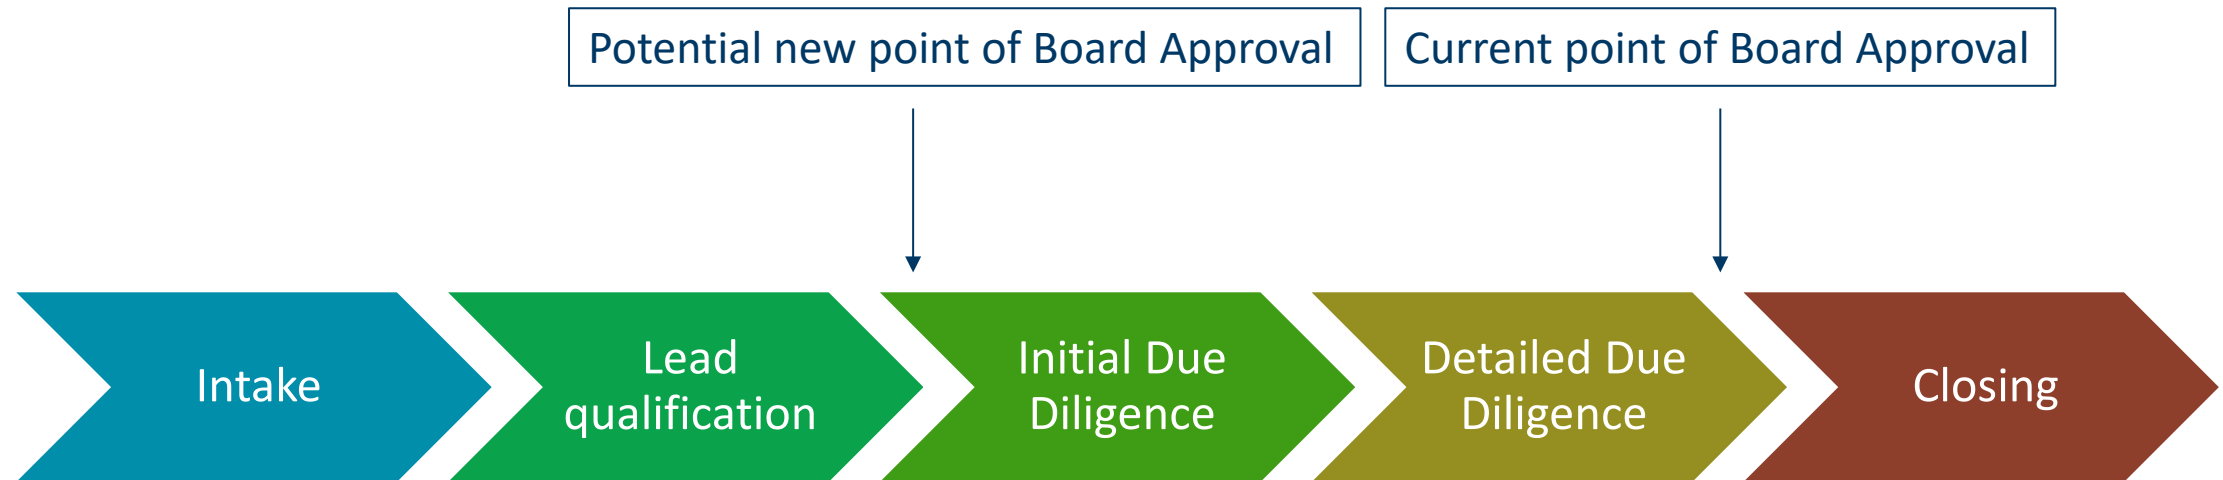 Potential new point of Board Approval
Current point of Board Approval
Intake
Lead
qualification
Initial Due
Diligence
Detailed Due
Diligence
Closing